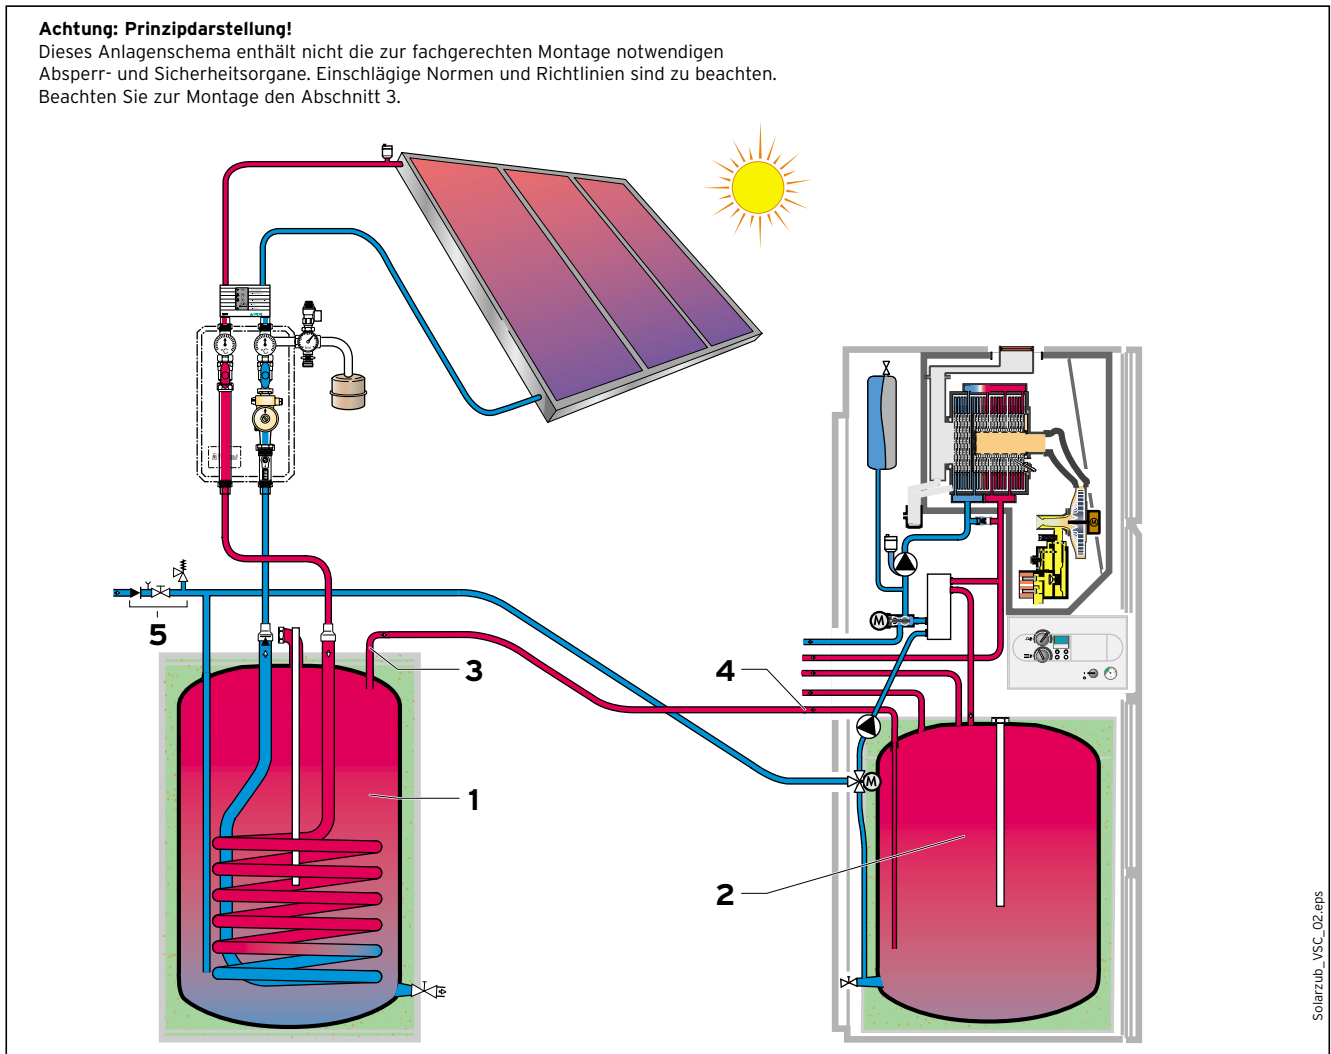 Achtung: Prinzipdarstellung!
Dieses Anlagenschema enthält nicht die zur fachgerechten Montage notwendigen
Absperr- und Sicherheitsorgane. Einschlägige Normen und Richtlinien sind zu beachten.
Beachten Sie zur Montage den Abschnitt 3.
°C
°C
5
3
4
1
2
M
M
M
Solarzub_VSC_02.eps